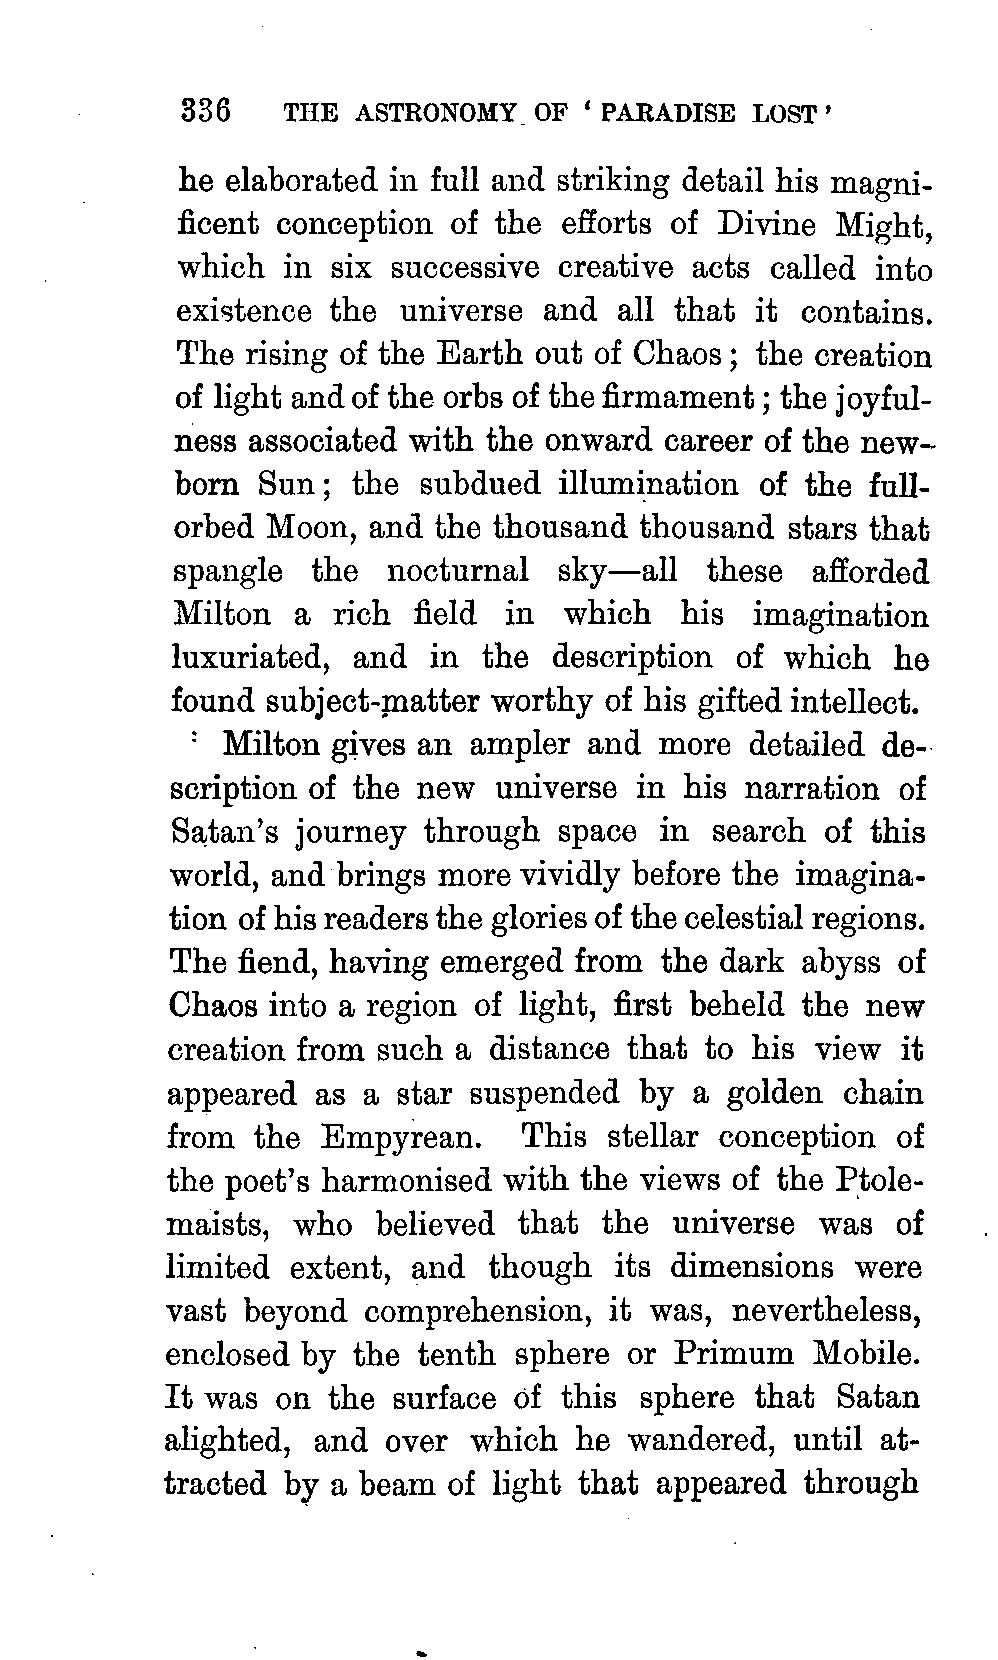 336 THE ASTRONOMY OF ‘ PARADISE LOST ’
he elaborated in full and striking detail his magni-
ficent conception of the efforts of Divine Might,
which in six successive creative acts called into
existence the universe and all that it contains.
The rising of the Earth out of Chaos ; the creation
of light and of the orbs of the firmament ; the joyful-
ness associated with the onward career of the new-
born Sun ; the subdued illumination of the full-
orbed Moon, and the thousand thousand stars that
spangle the nocturnal sky—all these afforded
Milton a rich field in which his imagination
luxuriated, and in the description of which he
found subject-matter worthy of his gifted intellect.
Milton gives an ampler and more detailed de-
scription of the new universe in his narration of
Satan's journey through space in search of this
world, and brings more vividly before the imagina-
tion of his readers the glories of the celestial regions.
The fiend, having emerged from the dark abyss of
Chaos into a region of light, first beheld the new
creation from such a distance that to his view it
appeared as a star suspended by a golden chain
from the Empyrean. This stellar conception of
the poet's harmonised with the views of the Ptole-
maists, who believed that the universe was of
limited extent, and though its dimensions were
vast beyond comprehension, it was, nevertheless,
enclosed by the tenth sphere or Primum Mobile.
It was on the surface of this sphere that Satan
alighted, and over which he wandered, until at-
tracted by a beam of light that appeared through